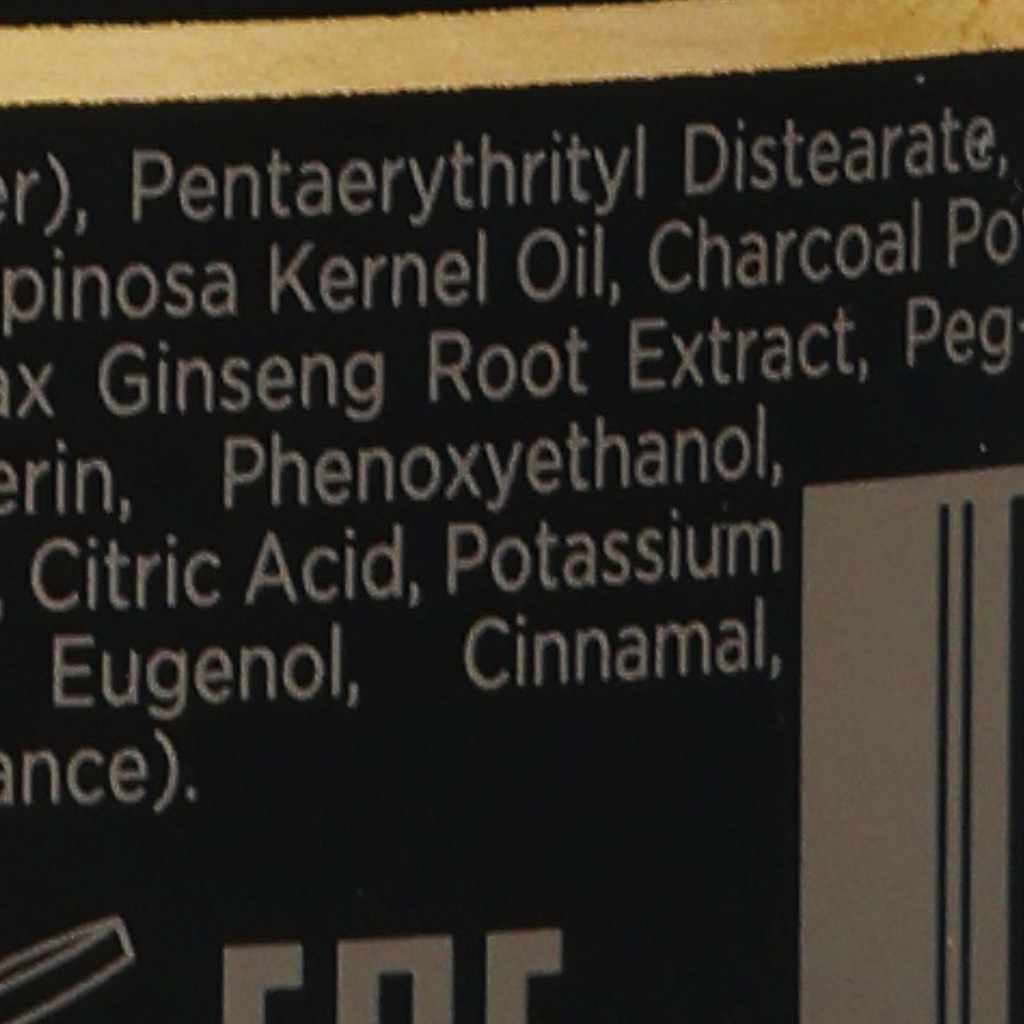 er), Pentaerythrityl Distearate,
pinosa Kernel Oil, Charcoal Po
ax Ginseng Root Extract, Peg-
erin, Phenoxyethanol,
, Citric Acid, Potassium
Eugenol, Cinnamal,
ance).